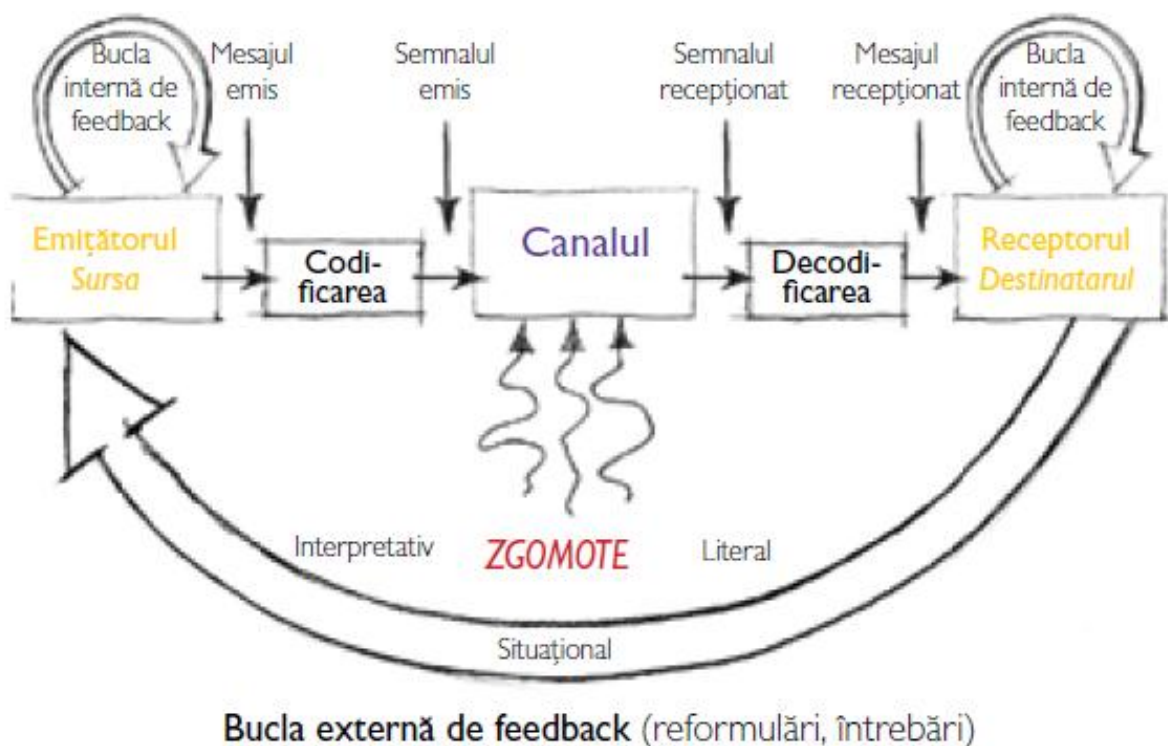 Bucla
internă de
feedback
Mesajul
emis
Semnalul
emis
Semnalul
recepționat
Mesajul
recepționat
Bucla
internă de
feedback
Emițătorul
Sursa
Codi-
ficarea
Canalul
Decodi-
ficarea
Receptorul
Destinatarul
Interpretativ
ZGOMOTE
Literal
Situațional
Bucla externă de feedback (reformulări, întrebări)